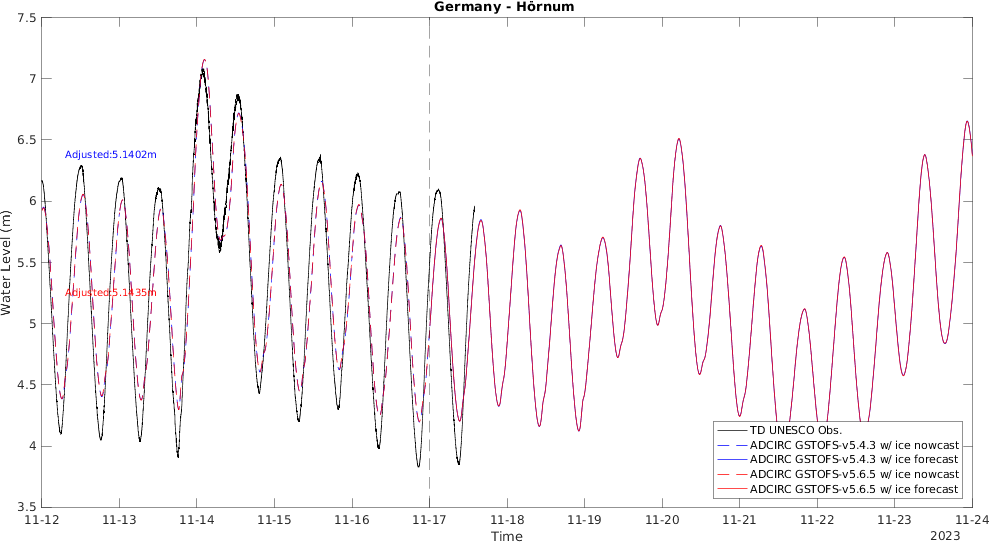 Germany - Hörnum
Water Level (m)
7.5
7
6.5
6
5.5
5
4.5
4
3.5
Adjusted:5.1402m
Adjusted:5.1435m
TD UNESCO Obs.
ADCIRC GSTOFS-v5.4.3 w/ ice nowcast
ADCIRC GSTOFS-v5.4.3 w/ ice forecast
ADCIRC GSTOFS-v5.6.5 w/ ice nowcast
ADCIRC GSTOFS-v5.6.5 w/ ice forecast
11-12 11-13 11-14 11-15 11-16 11-17 11-18 11-19 11-20 11-21 11-22 11-23 11-24
Time
2023